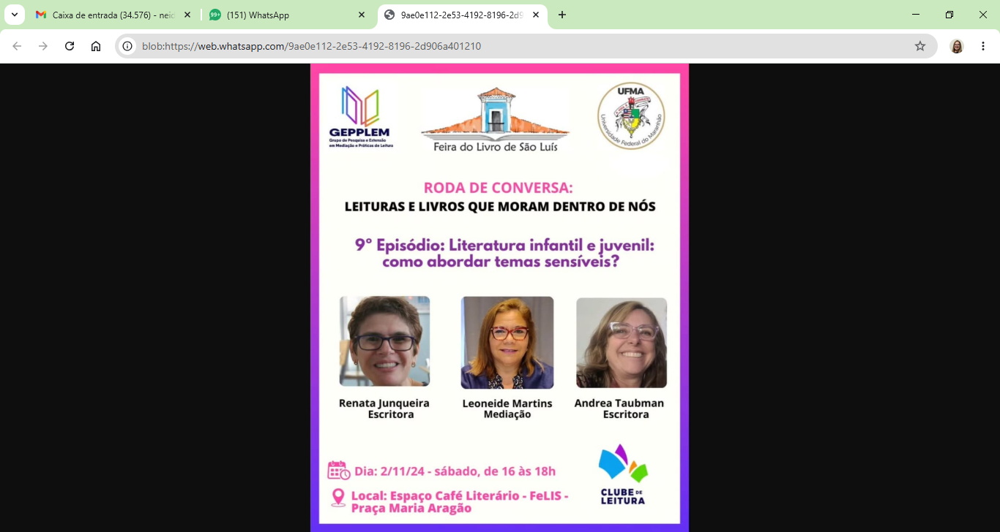 Caixa de entrada (34.576) - neid
99+
(151) WhatsApp
9ae0e112-2e53-4192-8196-2d9
blob:https://web.whatsapp.com/9ae0e112-2e53-4192-8196-2d906a401210
GEPPLEM
Grupo de Pesquisa e Extensão
em Mediação e Práticas de Leitura
Feira do Livro de São Luís
UFMA
Universidade Federal do Maranhão
RODA DE CONVERSA:
LEITURAS E LIVROS QUE MORAM DENTRO DE NÓS
9º Episódio: Literatura infantil e juvenil:
como abordar temas sensíveis?
Renata Junqueira
Escritora
Leoneide Martins
Mediação
Andrea Taubman
Escritora
Dia: 2/11/24 - sábado, de 16 às 18h
Local: Espaço Café Literário - FeLIS -
Praça Maria Aragão
CLUBE DE
LEITURA